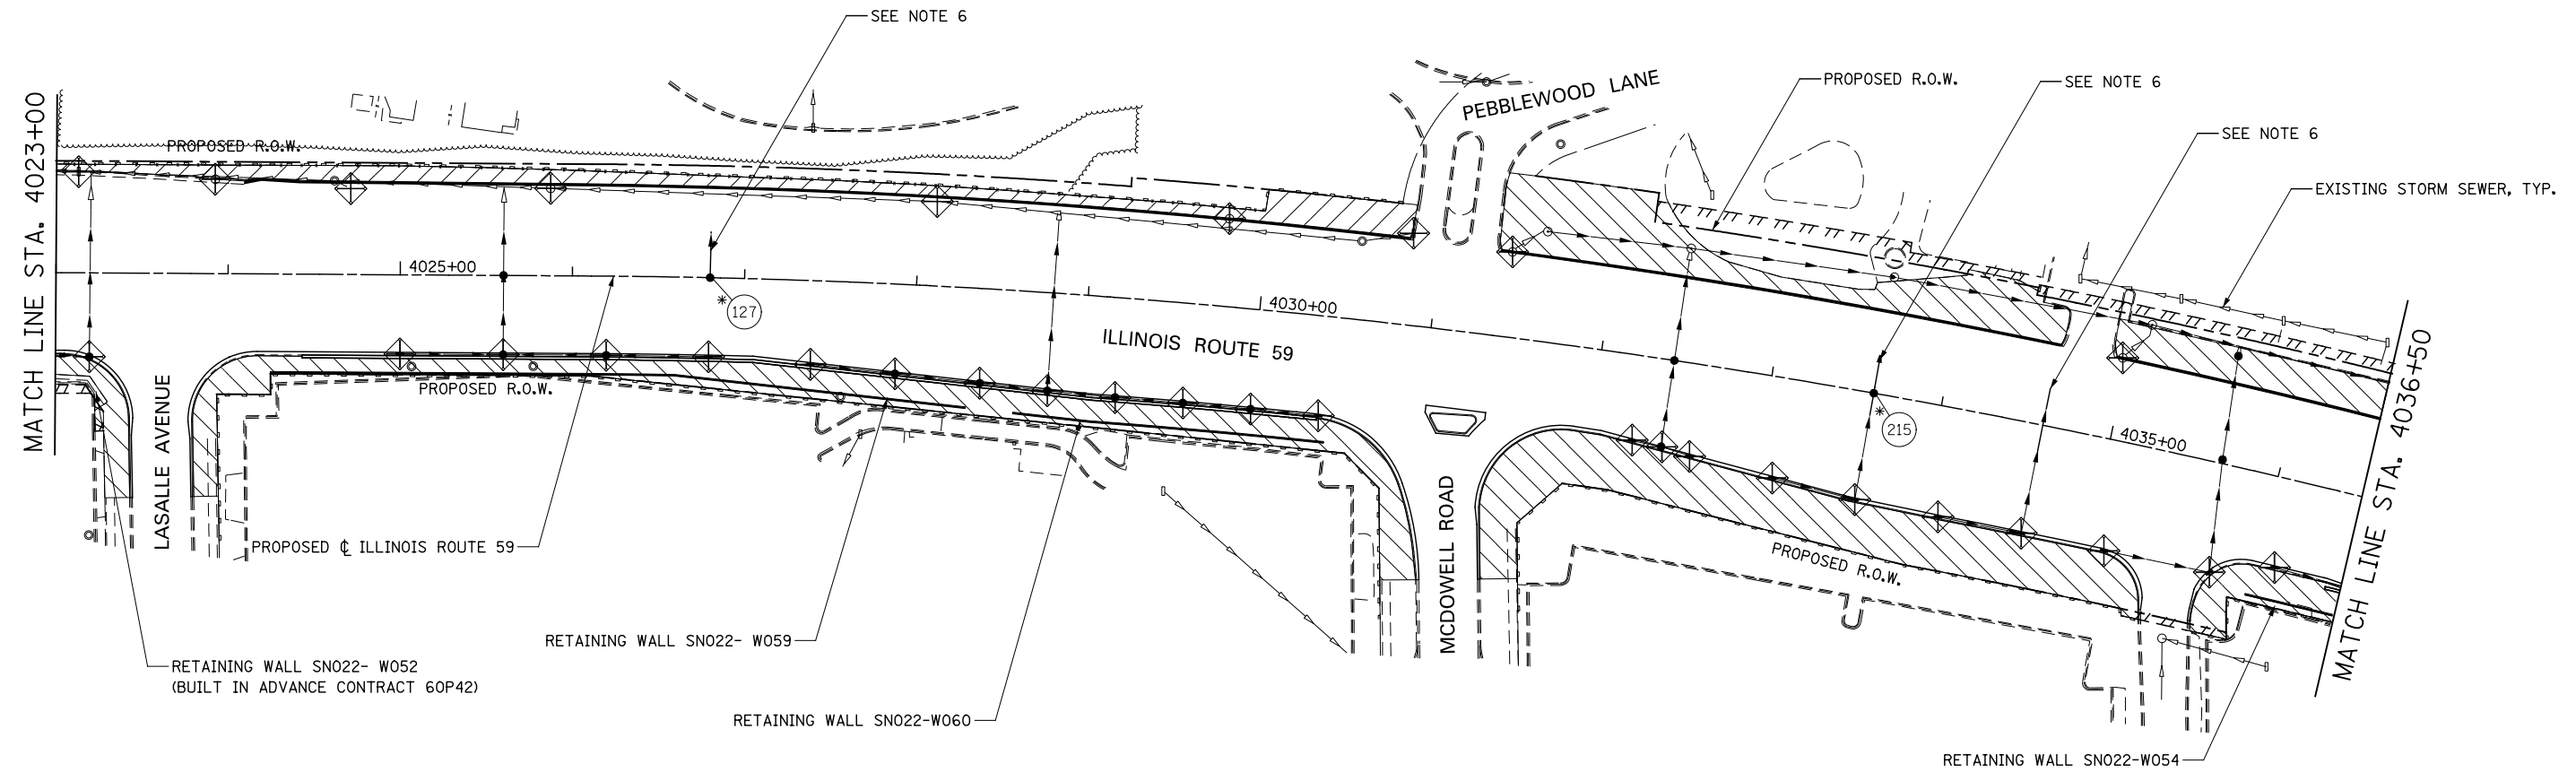 SEE NOTE 6
PEBBLEWOOD LANE
PROPOSED R.O.W.
SEE NOTE 6
SEE NOTE 6
EXISTING STORM SEWER, TYP.
MATCH LINE STA. 4023+00
PROPOSED R.O.W.
4025+00
* 127
4030+00
ILLINOIS ROUTE 59
* 215
4035+00
MATCH LINE STA. 4036+50
LASALLE AVENUE
PROPOSED R.O.W.
MCDOWELL ROAD
PROPOSED R.O.W.
PROPOSED ℄ ILLINOIS ROUTE 59
RETAINING WALL SN022- W059
RETAINING WALL SN022- W052
(BUILT IN ADVANCE CONTRACT 60P42)
RETAINING WALL SN022-W060
RETAINING WALL SN022-W054